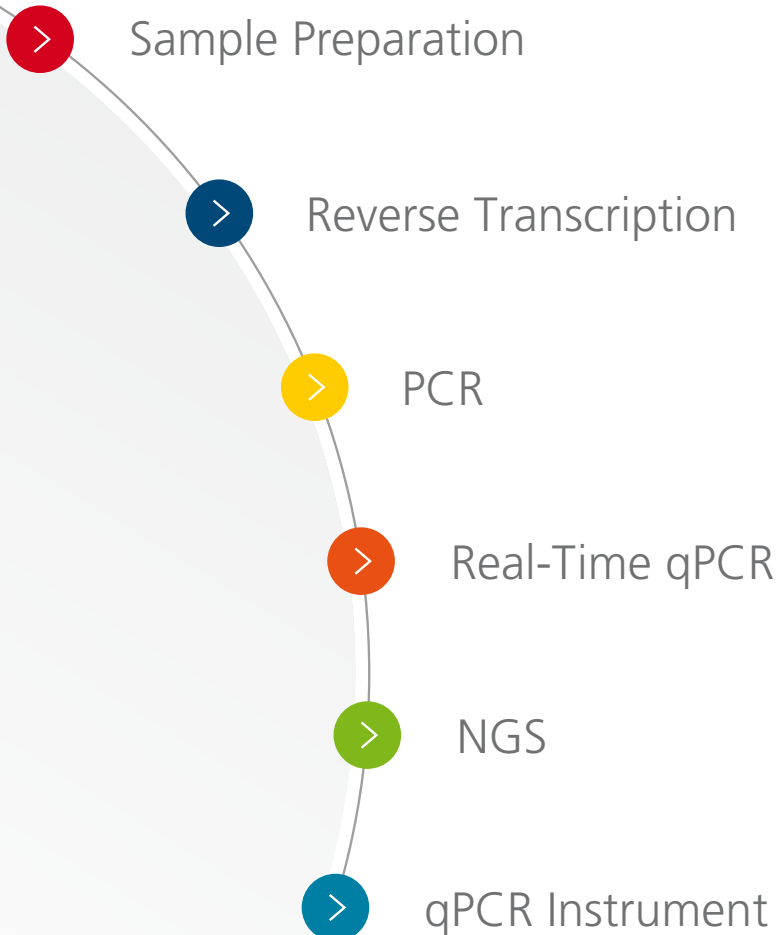 Sample Preparation
Reverse Transcription
PCR
Real-Time qPCR
NGS
qPCR Instrument